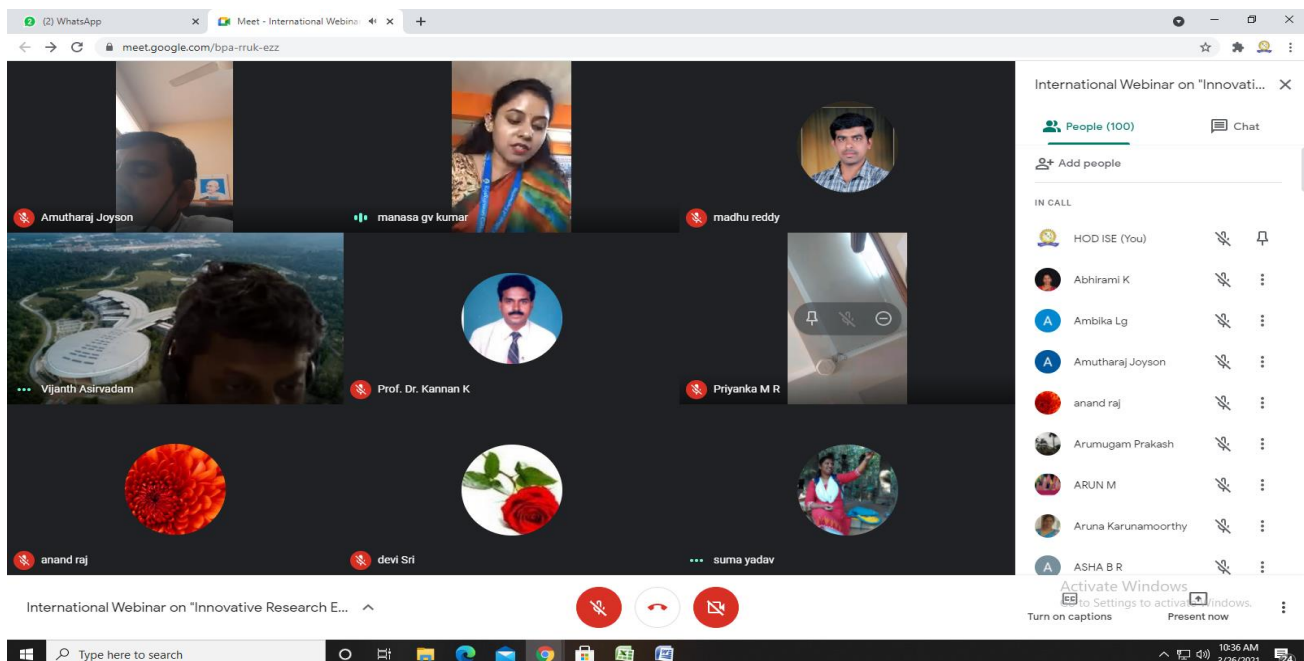 (2) WhatsApp
Meet - International Webina
meet.google.com/bpa-rruk-ezz
Amutharaj Joyson
manasa gv kumar
madhu reddy
Vijanth Asirvadam
Prof. Dr. Kannan K
Priyanka M R
anand raj
devi Sri
suma yadav
International Webinar on "Innovati...
People (100)
Chat
Add people
IN CALL
HOD ISE (You)
Abhirami K
A Ambika Lg
A Amutharaj Joyson
anand raj
Arumugam Prakash
ARUN M
Aruna Karunamoorthy
A ASHA B R
Activate Windows
to Settings to activate Windows.
International Webinar on "Innovative Research E...
Turn on captions
Present now
Type here to search
10:36 AM
3/26/2021
24